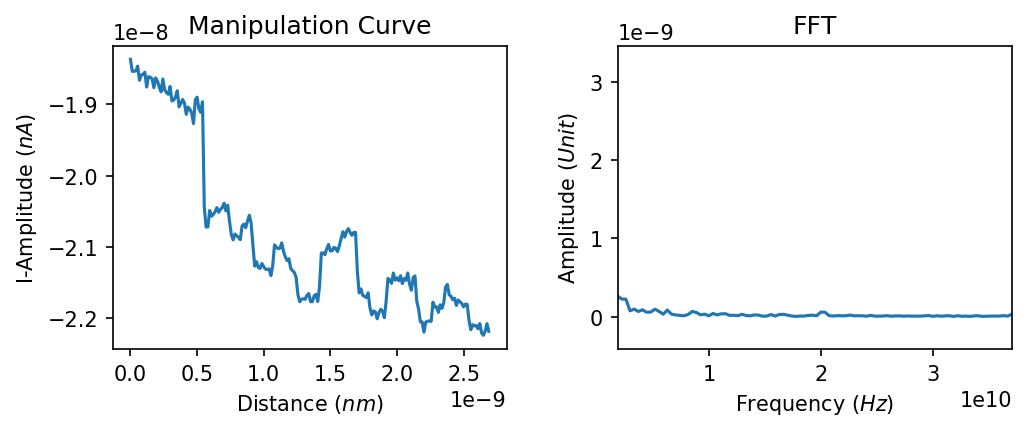 Manipulation Curve
1e−8
−1.9
−2.0
−2.1
−2.2
I-Amplitude (nA)
0.0 0.5 1.0 1.5 2.0 2.5
1e−9
Distance (nm)
FFT
1e−9
3
2
1
0
Amplitude (Unit)
1 2 3
1e10
Frequency (Hz)